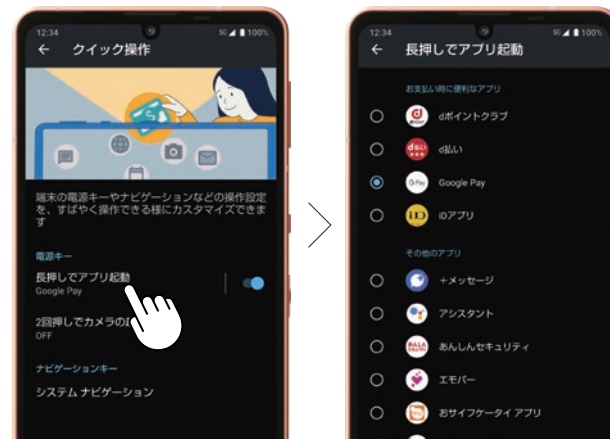 12:34
5G 100%
← クイック操作
端末の電源キーやナビゲーションなどの操作設定
を、すばやく操作できる様にカスタマイズできま
す
電源キー
長押しでアプリ起動
Google Pay
2回押しでカメラの
OFF
ナビゲーションキー
システム ナビゲーション
12:34
5G 100%
← 長押しでアプリ起動
お支払い時に便利なアプリ
dポイントクラブ
d払い
d払い
G Pay
Google Pay
iD
iDアプリ
その他のアプリ
+メッセージ
アシスタント
あんしんセキュリティ
エモパー
おサイフケータイ アプリ